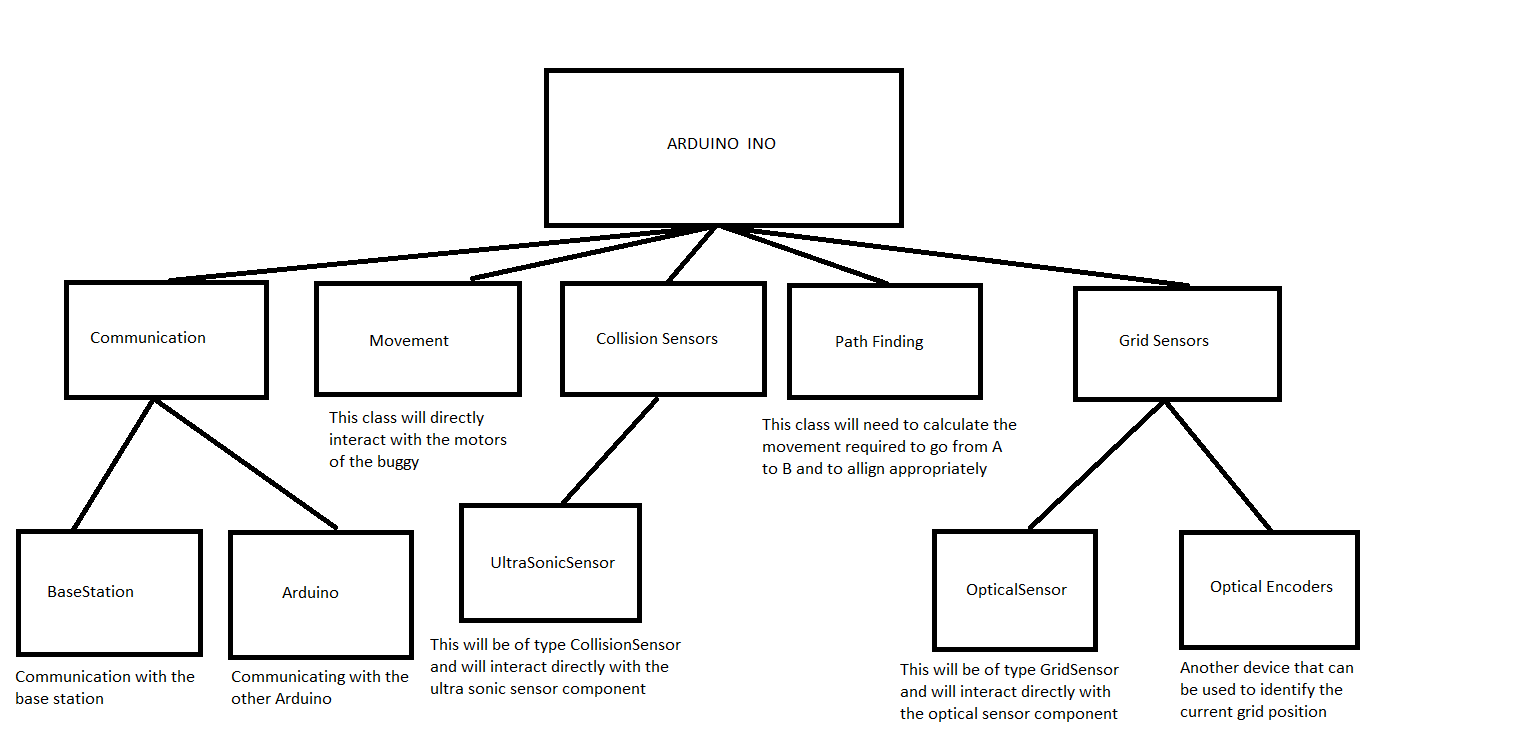 ARDUINO INO
Communication
Movement
Collision Sensors
Path Finding
Grid Sensors
This class will directly
interact with the motors
of the buggy
This class will need to calculate the
movement required to go from A
to B and to allign appropriately
BaseStation
Arduino
UltraSonicSensor
OpticalSensor
Optical Encoders
Communication with the
base station
Communicating with the
other Arduino
This will be of type CollisionSensor
and will interact directly with the
ultra sonic sensor component
This will be of type GridSensor
and will interact directly with
the optical sensor component
Another device that can
be used to identify the
current grid position